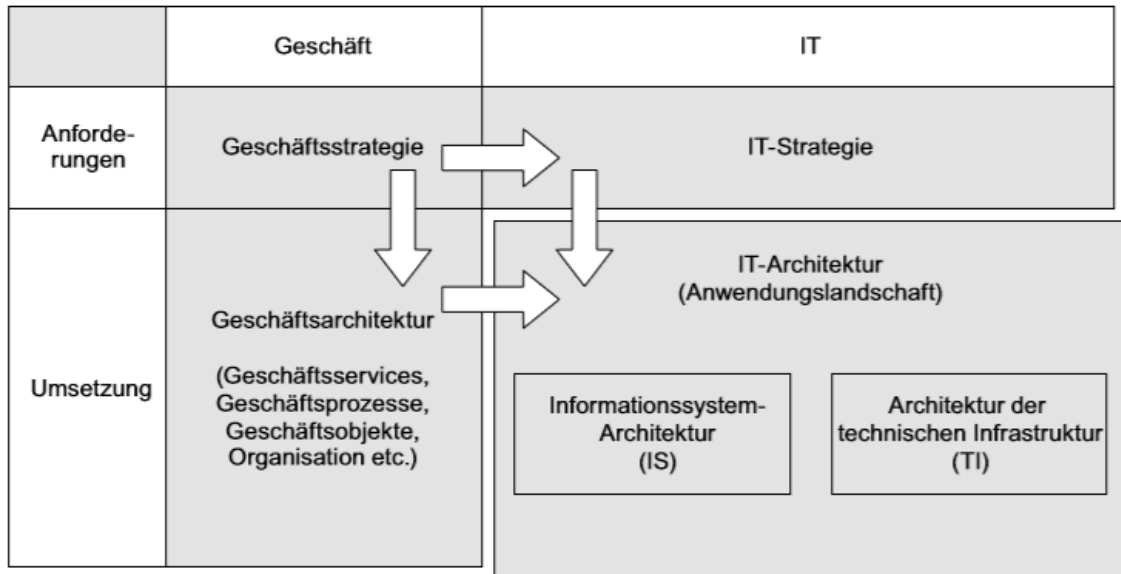 Geschäft
IT
Anforde-
rungen
Geschäftsstrategie
IT-Strategie
Umsetzung
Geschäftsarchitektur
(Geschäftsservices,
Geschäftsprozesse,
Geschäftsobjekte,
Organisation etc.)
IT-Architektur
(Anwendungslandschaft)
Informationssystem-
Architektur
(IS)
Architektur der
technischen Infrastruktur
(TI)